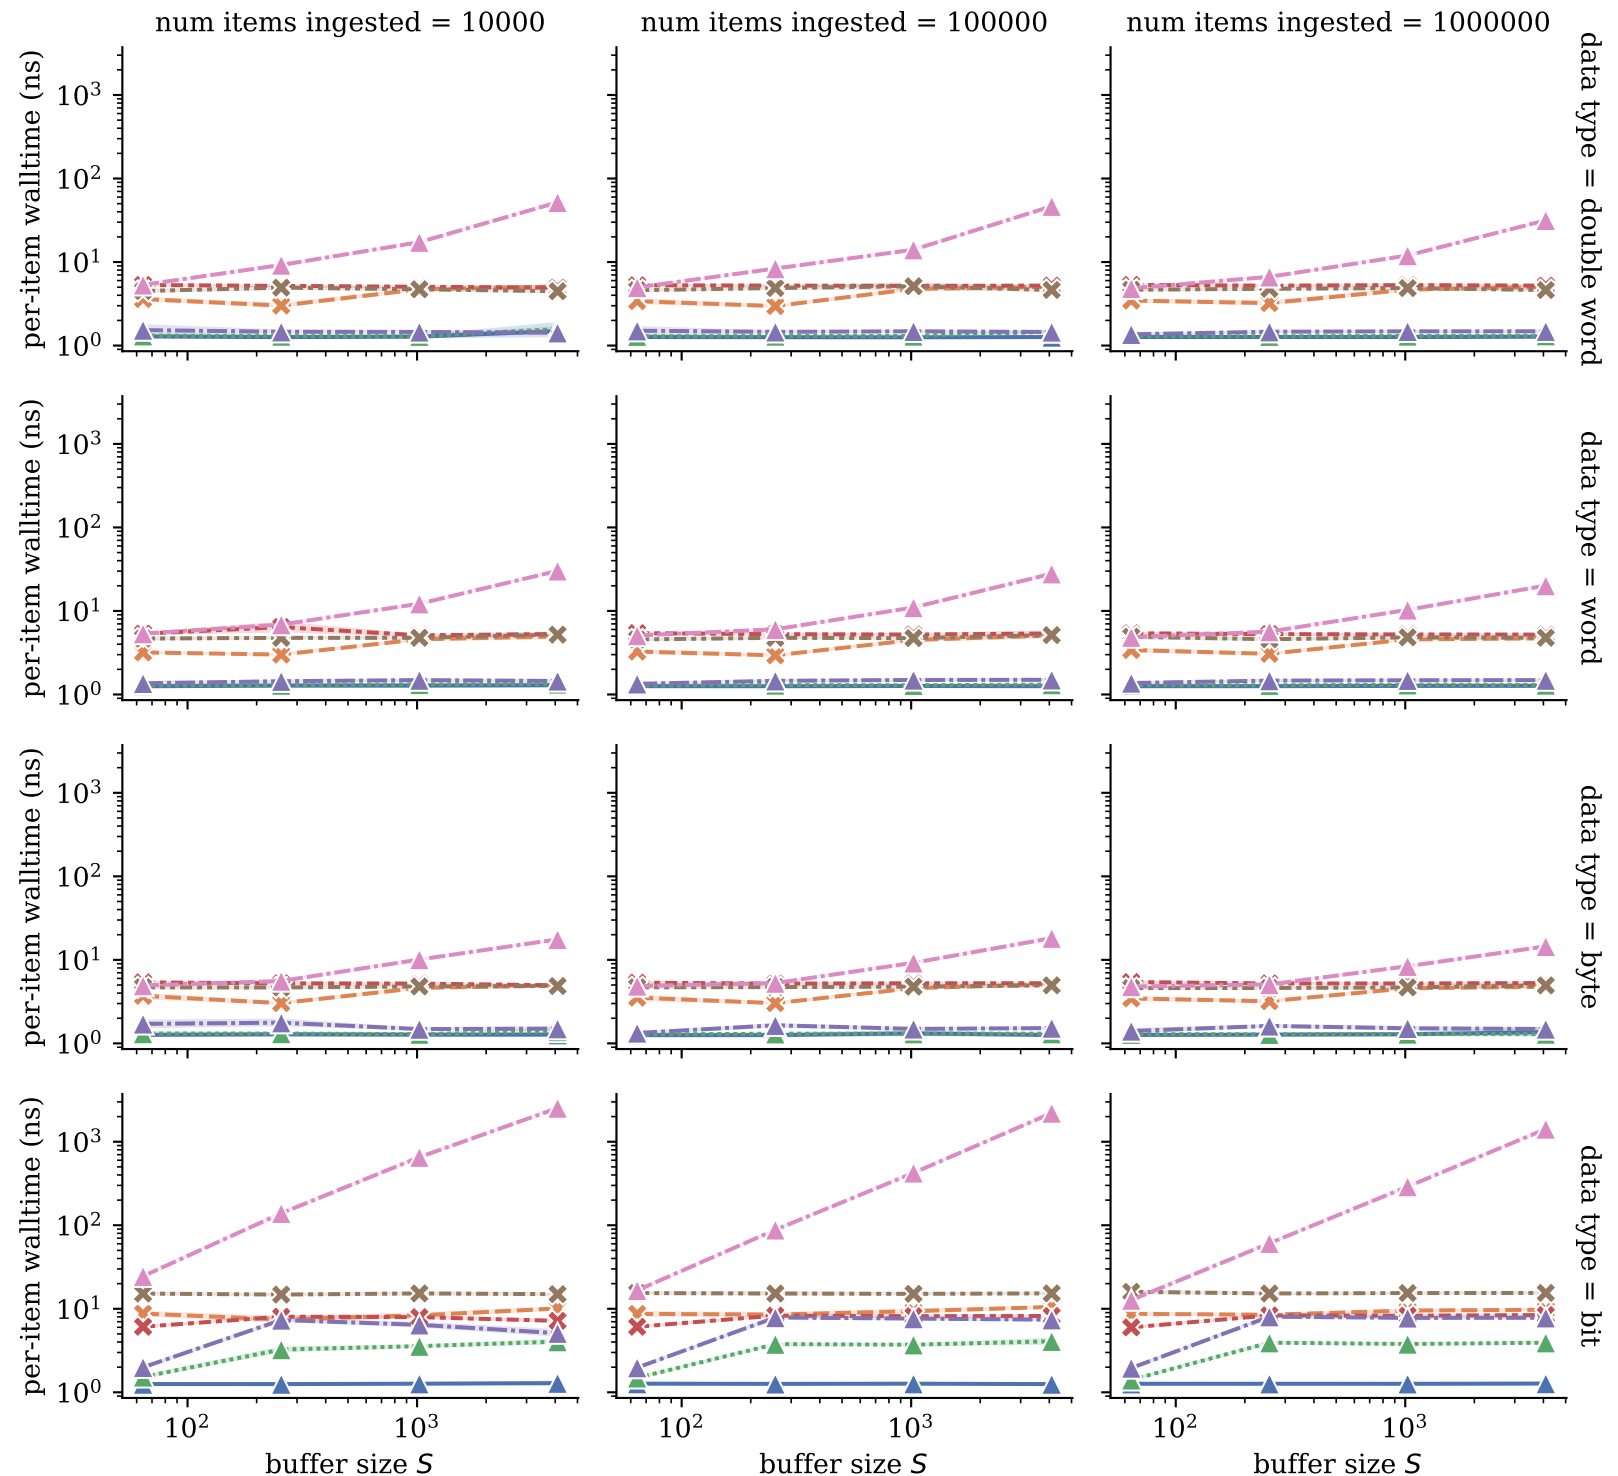 num items ingested = 10000
num items ingested = 100000
num items ingested = 1000000
per-item walltime (ns)
10³
10²
10¹
10⁰
data type = double word
per-item walltime (ns)
10³
10²
10¹
10⁰
data type = word
per-item walltime (ns)
10³
10²
10¹
10⁰
data type = byte
per-item walltime (ns)
10³
10²
10¹
10⁰
data type = bit
10² 10³
10² 10³
10² 10³
buffer size S
buffer size S
buffer size S